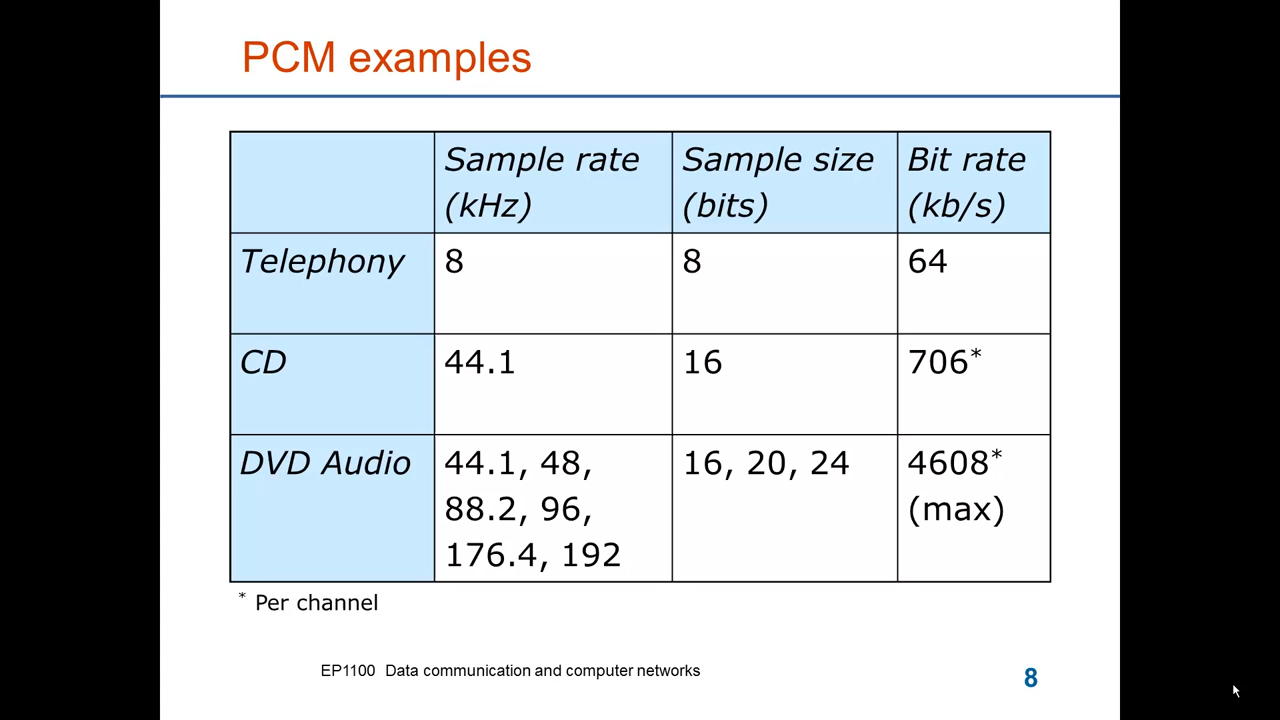 PCM examples
Sample rate (kHz) Sample size (bits) Bit rate (kb/s)
Telephony 8 8 64
CD 44.1 16 706*
DVD Audio 44.1, 48, 88.2, 96, 176.4, 192 16, 20, 24 4608* (max)
* Per channel
EP1100 Data communication and computer networks
8